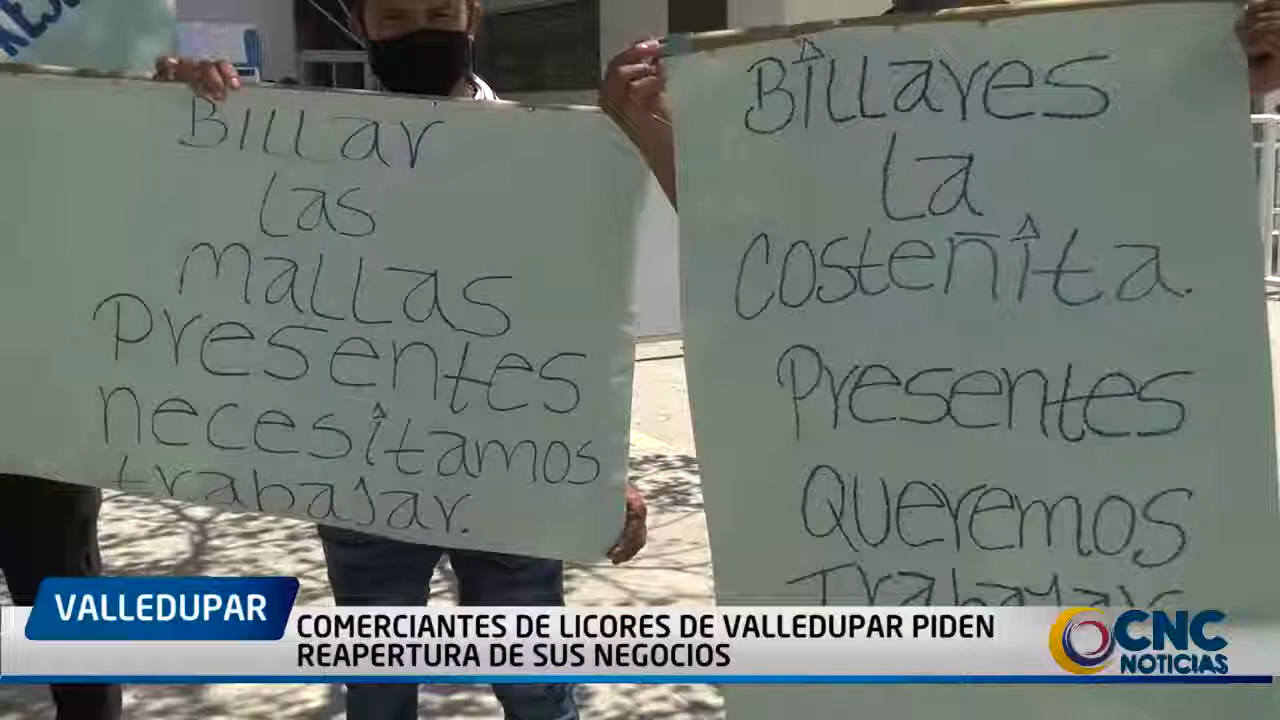 BILLar
Las
MaLLas
Presentes
necesitamos
trabajar.
BILLares
La
Costeñita.
Presentes
Queremos
Trabajar
VALLEDUPAR
COMERCIANTES DE LICORES DE VALLEDUPAR PIDEN
REAPERTURA DE SUS NEGOCIOS
CNC
NOTICIAS